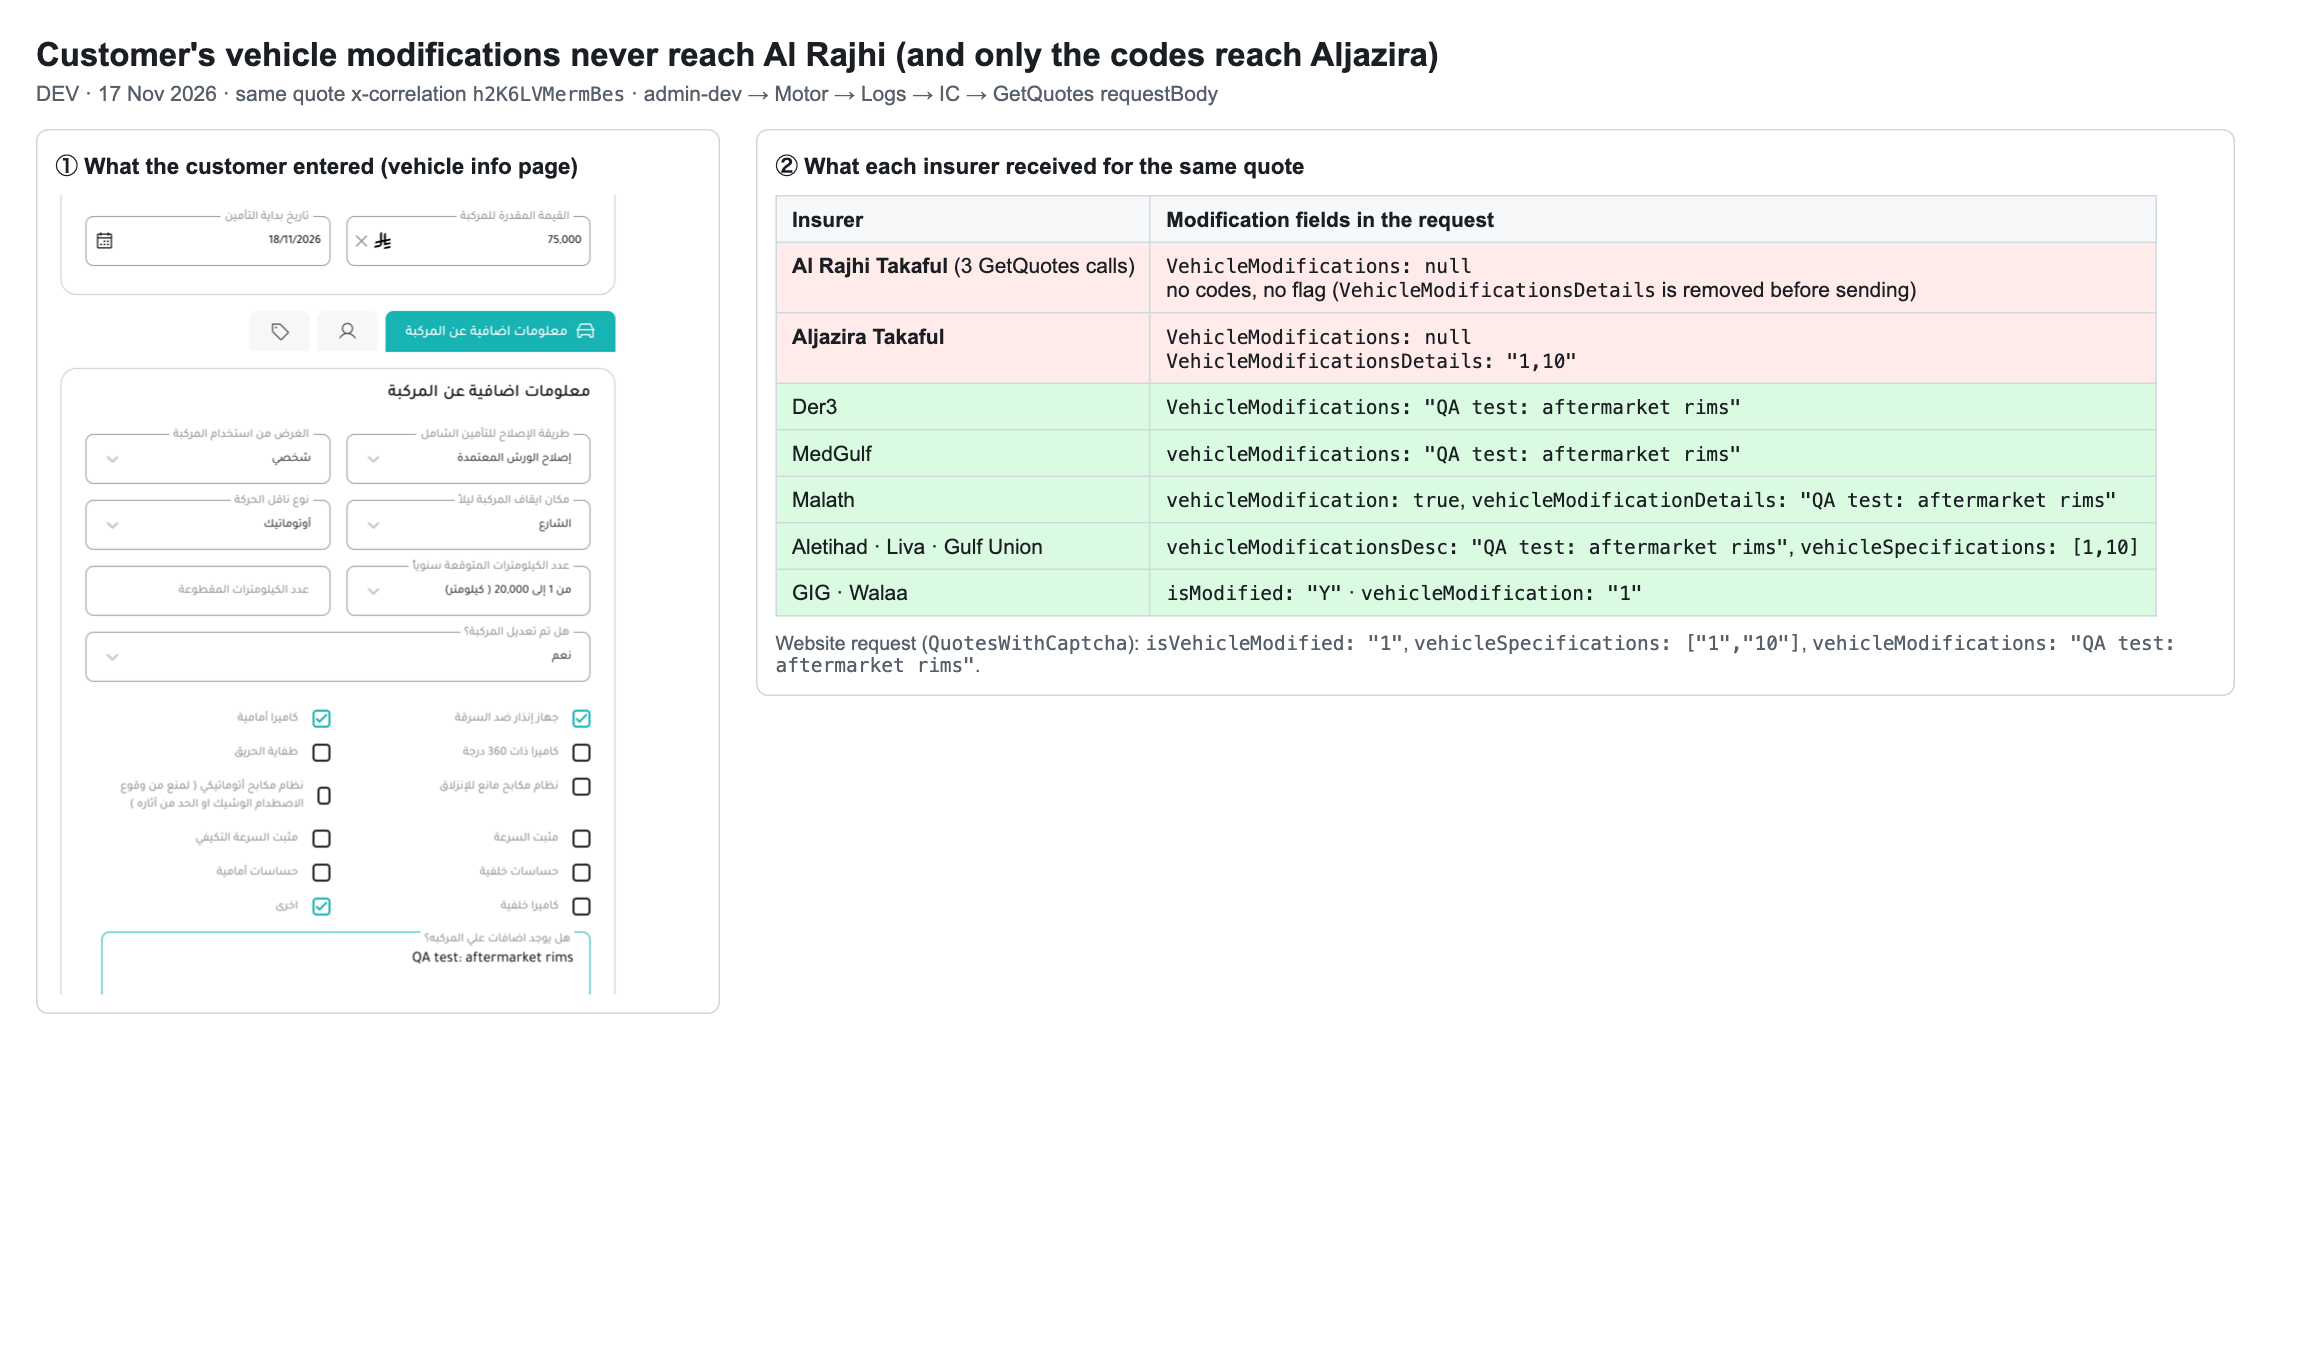 Customer's vehicle modifications never reach Al Rajhi (and only the codes reach Aljazira)
DEV · 17 Nov 2026 · same quote x-correlation h2K6LVMermBes · admin-dev → Motor → Logs → IC → GetQuotes requestBody
① What the customer entered (vehicle info page)
القيمة المقدرة للمركبة
75,000
تاريخ بداية التأمين
18/11/2026
معلومات اضافية عن المركبة
معلومات اضافية عن المركبة
طريقة الإصلاح للتأمين الشامل
إصلاح الورش المعتمدة
الغرض من استخدام المركبة
شخصي
مكان ايقاف المركبة ليلاً
الشارع
نوع ناقل الحركة
أوتوماتيك
عدد الكيلومترات المتوقعة سنوياً
من 1 إلى 20,000 ( كيلومتر)
عدد الكيلومترات المقطوعة
هل تم تعديل المركبة؟
نعم
جهاز إنذار ضد السرقة
كاميرا أمامية
كاميرا ذات 360 درجة
طفاية الحريق
نظام مكابح مانع للإنزلاق
نظام مكابح أتوماتيكي ( لمنع من وقوع
الاصطدام الوشيك او الحد من أثاره )
مثبت السرعة
مثبت السرعة التكيفي
حساسات خلفية
حساسات أمامية
كاميرا خلفية
اخرى
هل يوجد اضافات علي المركبه؟
QA test: aftermarket rims
② What each insurer received for the same quote
Insurer
Modification fields in the request
Al Rajhi Takaful (3 GetQuotes calls)
VehicleModifications: null
no codes, no flag (VehicleModificationsDetails is removed before sending)
Aljazira Takaful
VehicleModifications: null
VehicleModificationsDetails: "1,10"
Der3
VehicleModifications: "QA test: aftermarket rims"
MedGulf
vehicleModifications: "QA test: aftermarket rims"
Malath
vehicleModification: true, vehicleModificationDetails: "QA test: aftermarket rims"
Aletihad · Liva · Gulf Union
vehicleModificationsDesc: "QA test: aftermarket rims", vehicleSpecifications: [1,10]
GIG · Walaa
isModified: "Y" · vehicleModification: "1"
Website request (QuotesWithCaptcha): isVehicleModified: "1", vehicleSpecifications: ["1","10"], vehicleModifications: "QA test:
aftermarket rims".